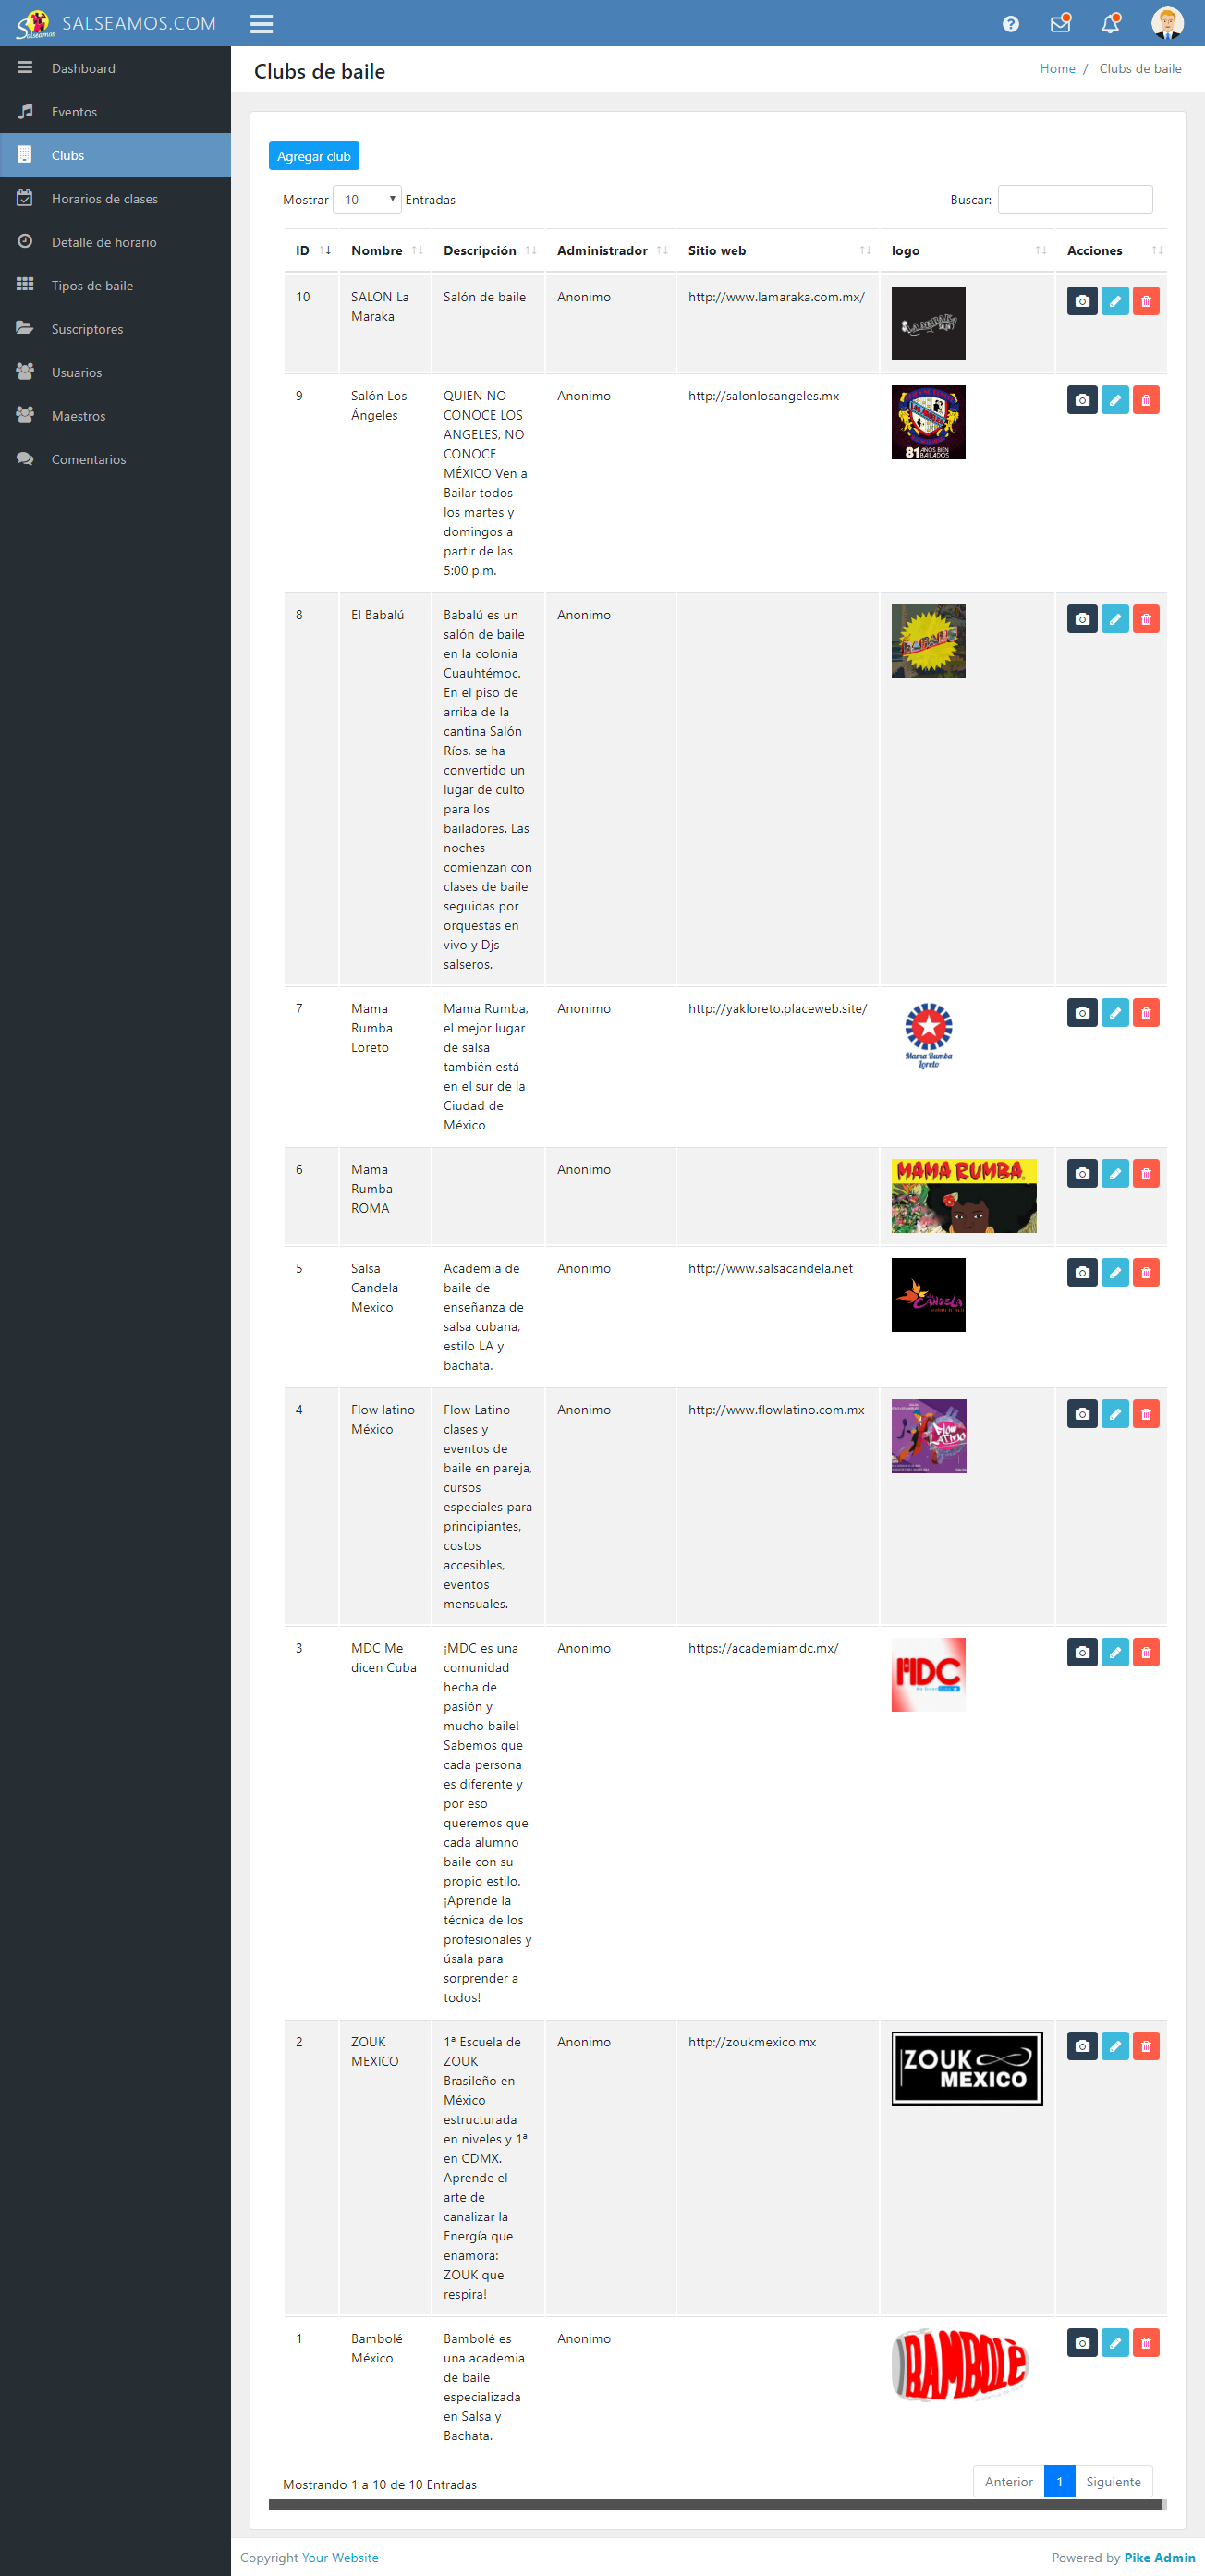 Salseamos SALSEAMOS.COM
Dashboard
Eventos
Clubs
Horarios de clases
Detalle de horario
Tipos de baile
Suscriptores
Usuarios
Maestros
Comentarios
Clubs de baile
Home / Clubs de baile
Agregar club
Mostrar 10 Entradas Buscar:
ID Nombre Descripción Administrador Sitio web logo Acciones
10 SALON La Salón de baile Anonimo http://www.lamaraka.com.mx/
Maraka
9 Salón Los QUIEN NO Anonimo http://salonlosangeles.mx
Ángeles CONOCE LOS
ANGELES, NO
CONOCE
MÉXICO Ven a
Bailar todos
los martes y
domingos a
partir de las
5:00 p.m.
LOS ANGELES
81 AÑOS BIEN
BAILADOS
8 El Babalú Babalú es un Anonimo
salón de baile
en la colonia
Cuauhtémoc.
En el piso de
arriba de la
cantina Salón
Ríos, se ha
convertido un
lugar de culto
para los
bailadores. Las
noches
comienzan con
clases de baile
seguidas por
orquestas en
vivo y Djs
salseros.
7 Mama Mama Rumba, Anonimo http://yakloreto.placeweb.site/
Rumba el mejor lugar
Loreto de salsa
también está
en el sur de la
Ciudad de
México
Mama Rumba
Loreto
6 Mama Anonimo MAMA RUMBA
Rumba
ROMA
5 Salsa Academia de Anonimo http://www.salsacandela.net
Candela baile de
Mexico enseñanza de
salsa cubana,
estilo LA y
bachata.
CANDELA
4 Flow latino Flow Latino Anonimo http://www.flowlatino.com.mx
México clases y
eventos de
baile en pareja,
cursos
especiales para
principiantes,
costos
accesibles,
eventos
mensuales.
Flow
LATINO
3 MDC Me ¡MDC es una Anonimo https://academiamdc.mx/
dicen Cuba comunidad
hecha de
pasión y
mucho baile!
Sabemos que
cada persona
es diferente y
por eso
queremos que
cada alumno
baile con su
propio estilo.
¡Aprende la
técnica de los
profesionales y
úsala para
sorprender a
todos!
MDC
2 ZOUK 1ª Escuela de Anonimo http://zoukmexico.mx
MEXICO ZOUK
Brasileño en
México
estructurada
en niveles y 1ª
en CDMX.
Aprende el
arte de
canalizar la
Energía que
enamora:
ZOUK que
respira!
ZOUK
MEXICO
1 Bambolé Bambolé es Anonimo
México una academia
de baile
especializada
en Salsa y
Bachata.
BAMBOLÈ
Mostrando 1 a 10 de 10 Entradas
Anterior 1 Siguiente
Copyright Your Website Powered by Pike Admin